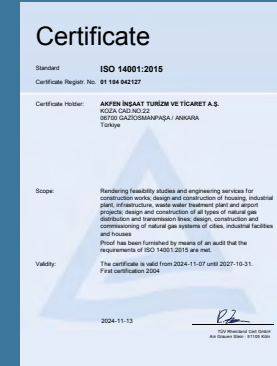 Certificate
Standard ISO 14001:2015
Certificate Registr. No. 01 104 042127
Certificate Holder: AKFEN İNŞAAT TURİZM VE TİCARET A.Ş.
KOZA CAD.NO:22
06700 GAZİOSMANPAŞA / ANKARA
Türkiye
Scope: Rendering feasibility studies and engineering services for
construction works; design and construction of housing, industrial
plant, infrastructure, waste water treatment plant and airport
projects; design and construction of all types of natural gas
distribution and transmission lines; design, construction and
commissioning of natural gas systems of cities, industrial facilities
and houses
Proof has been furnished by means of an audit that the
requirements of ISO 14001:2015 are met.
Validity: The certificate is valid from 2024-11-07 until 2027-10-31.
First certification 2004
2024-11-13
TÜV Rheinland Cert GmbH
Am Grauen Stein · 51105 Köln